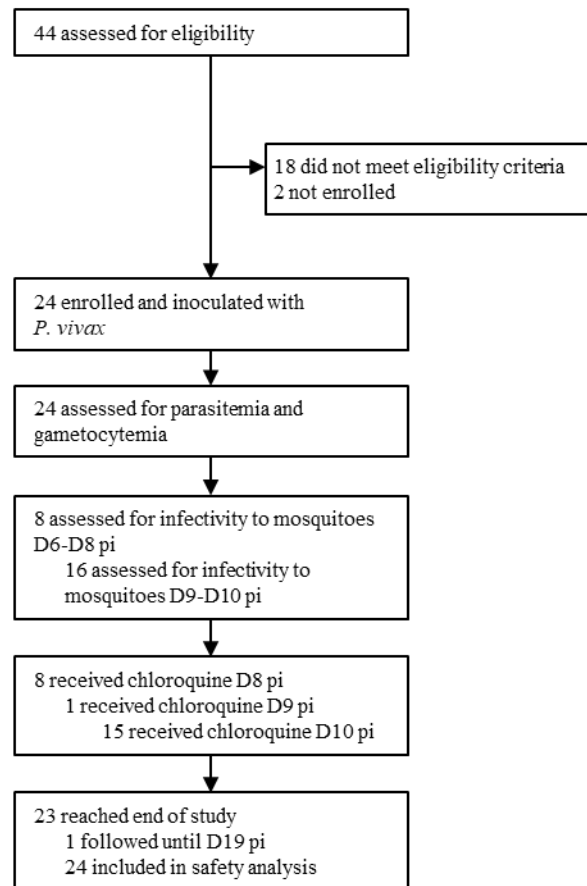 44 assessed for eligibility
18 did not meet eligibility criteria
2 not enrolled
24 enrolled and inoculated with
P. vivax
24 assessed for parasitemia and
gametocytemia
8 assessed for infectivity to mosquitoes
D6-D8 pi
16 assessed for infectivity to
mosquitoes D9-D10 pi
8 received chloroquine D8 pi
1 received chloroquine D9 pi
15 received chloroquine D10 pi
23 reached end of study
1 followed until D19 pi
24 included in safety analysis